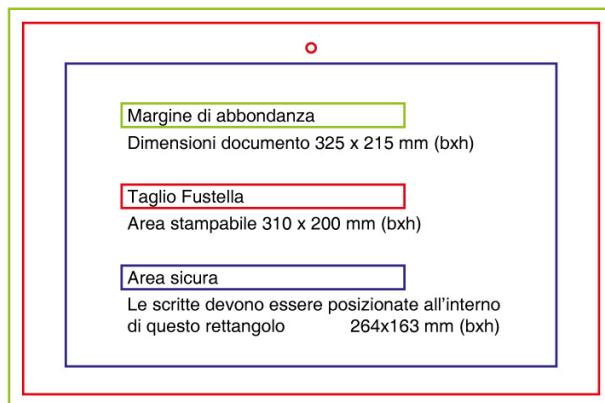 Margine di abbondanza
Dimensioni documento 325 x 215 mm (bxh)
Taglio Fustella
Area stampabile 310 x 200 mm (bxh)
Area sicura
Le scritte devono essere posizionate all'interno
di questo rettangolo 264x163 mm (bxh)